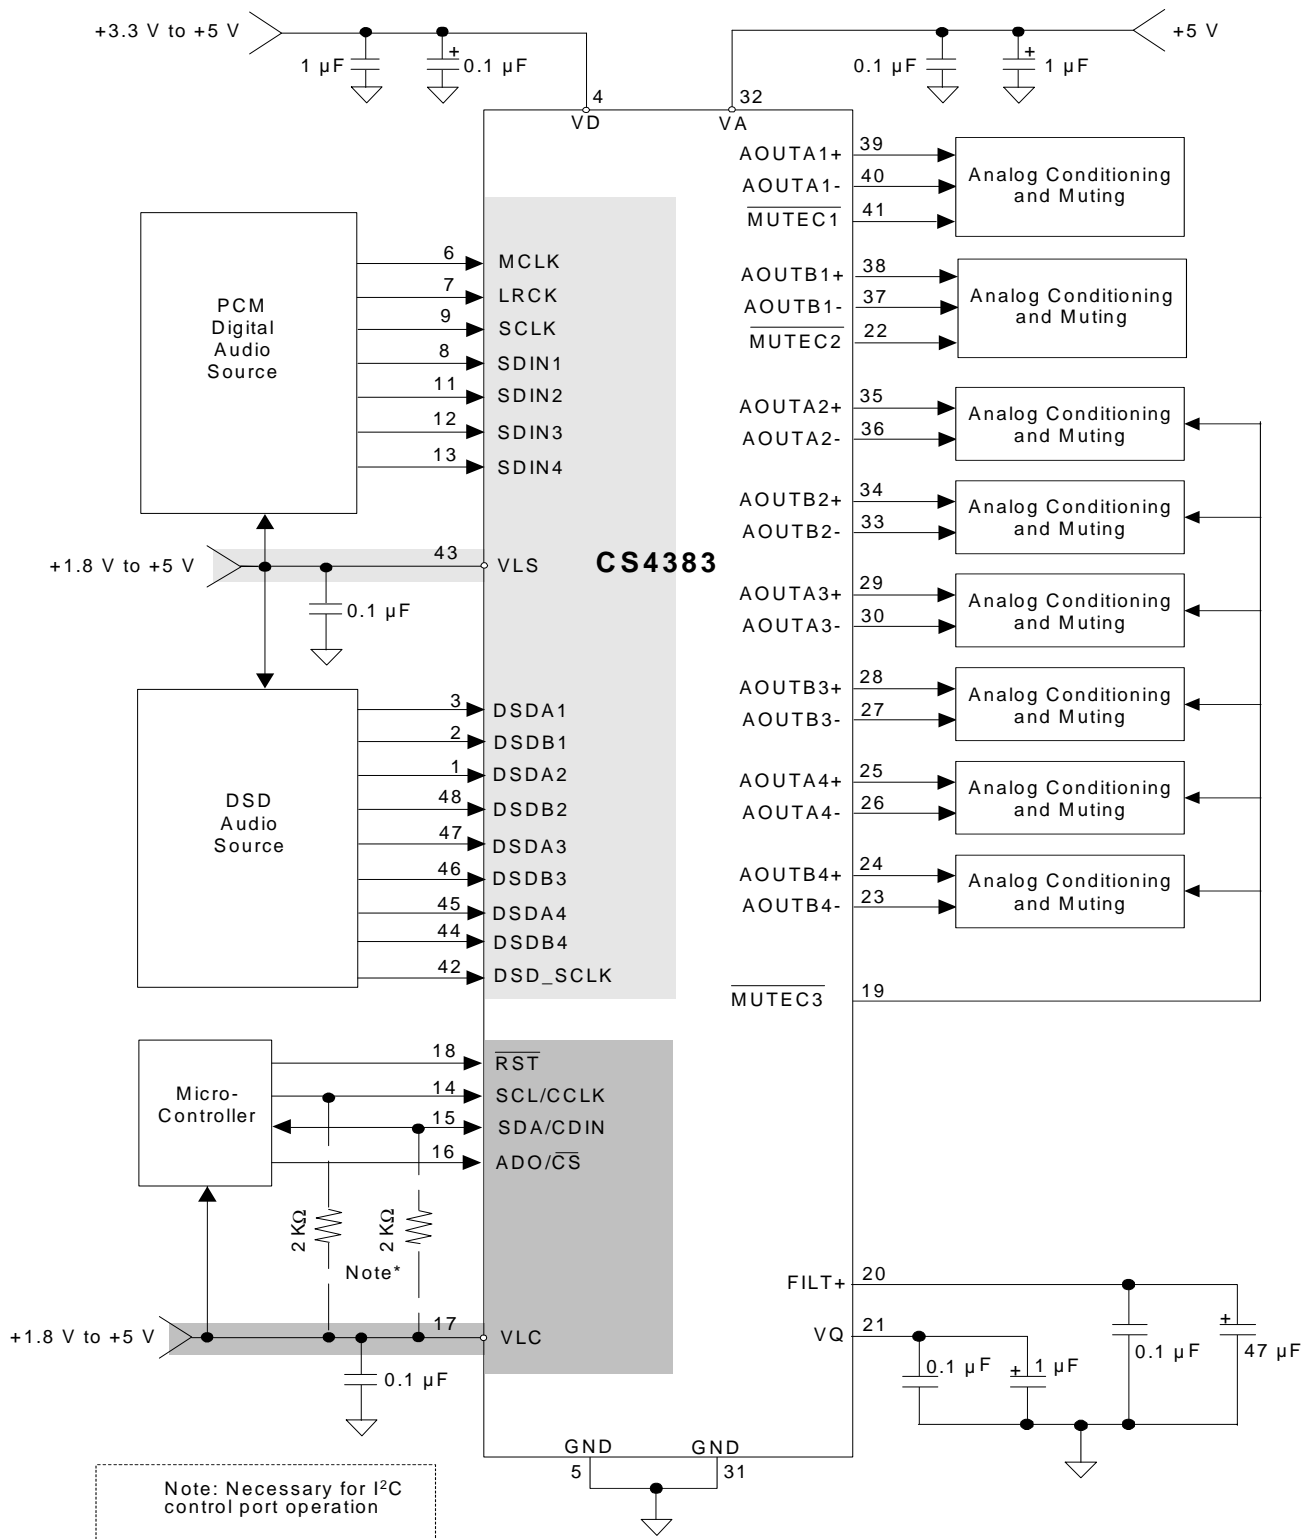 +3.3 V to +5 V
1 µF
+
0.1 µF
0.1 µF
+
1 µF
+5 V
4
VD
32
VA
PCM
Digital
Audio
Source
6
MCLK
7
LRCK
9
SCLK
8
SDIN1
11
SDIN2
12
SDIN3
13
SDIN4
+1.8 V to +5 V
43
VLS
0.1 µF
CS4383
DSD
Audio
Source
3
DSDA1
2
DSDB1
1
DSDA2
48
DSDB2
47
DSDA3
46
DSDB3
45
DSDA4
44
DSDB4
42
DSD_SCLK
Micro-
Controller
18
RST
14
SCL/CCLK
15
SDA/CDIN
16
ADO/CS
2 KΩ
2 KΩ
Note*
+1.8 V to +5 V
17
VLC
0.1 µF
AOUTA1+
39
AOUTA1-
40
MUTEC1
41
Analog Conditioning
and Muting
AOUTB1+
38
AOUTB1-
37
MUTEC2
22
Analog Conditioning
and Muting
AOUTA2+
35
AOUTA2-
36
Analog Conditioning
and Muting
AOUTB2+
34
AOUTB2-
33
Analog Conditioning
and Muting
AOUTA3+
29
AOUTA3-
30
Analog Conditioning
and Muting
AOUTB3+
28
AOUTB3-
27
Analog Conditioning
and Muting
AOUTA4+
25
AOUTA4-
26
Analog Conditioning
and Muting
AOUTB4+
24
AOUTB4-
23
Analog Conditioning
and Muting
MUTEC3
19
FILT+
20
VQ
21
0.1 µF
+
1 µF
0.1 µF
+
47 µF
GND
5
GND
31
Note: Necessary for I²C
control port operation